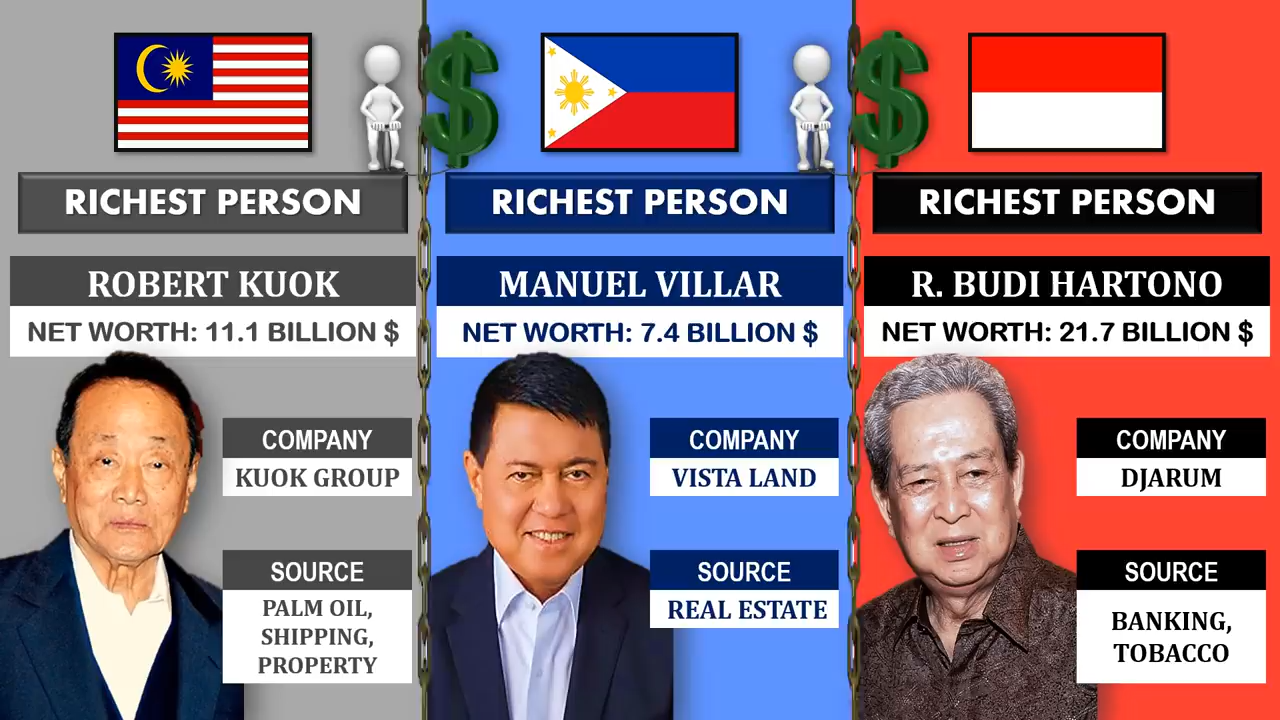 RICHEST PERSON
ROBERT KUOK
NET WORTH: 11.1 BILLION $
COMPANY
KUOK GROUP
SOURCE
PALM OIL,
SHIPPING,
PROPERTY
$
RICHEST PERSON
MANUEL VILLAR
NET WORTH: 7.4 BILLION $
COMPANY
VISTA LAND
SOURCE
REAL ESTATE
$
RICHEST PERSON
R. BUDI HARTONO
NET WORTH: 21.7 BILLION $
COMPANY
DJARUM
SOURCE
BANKING,
TOBACCO